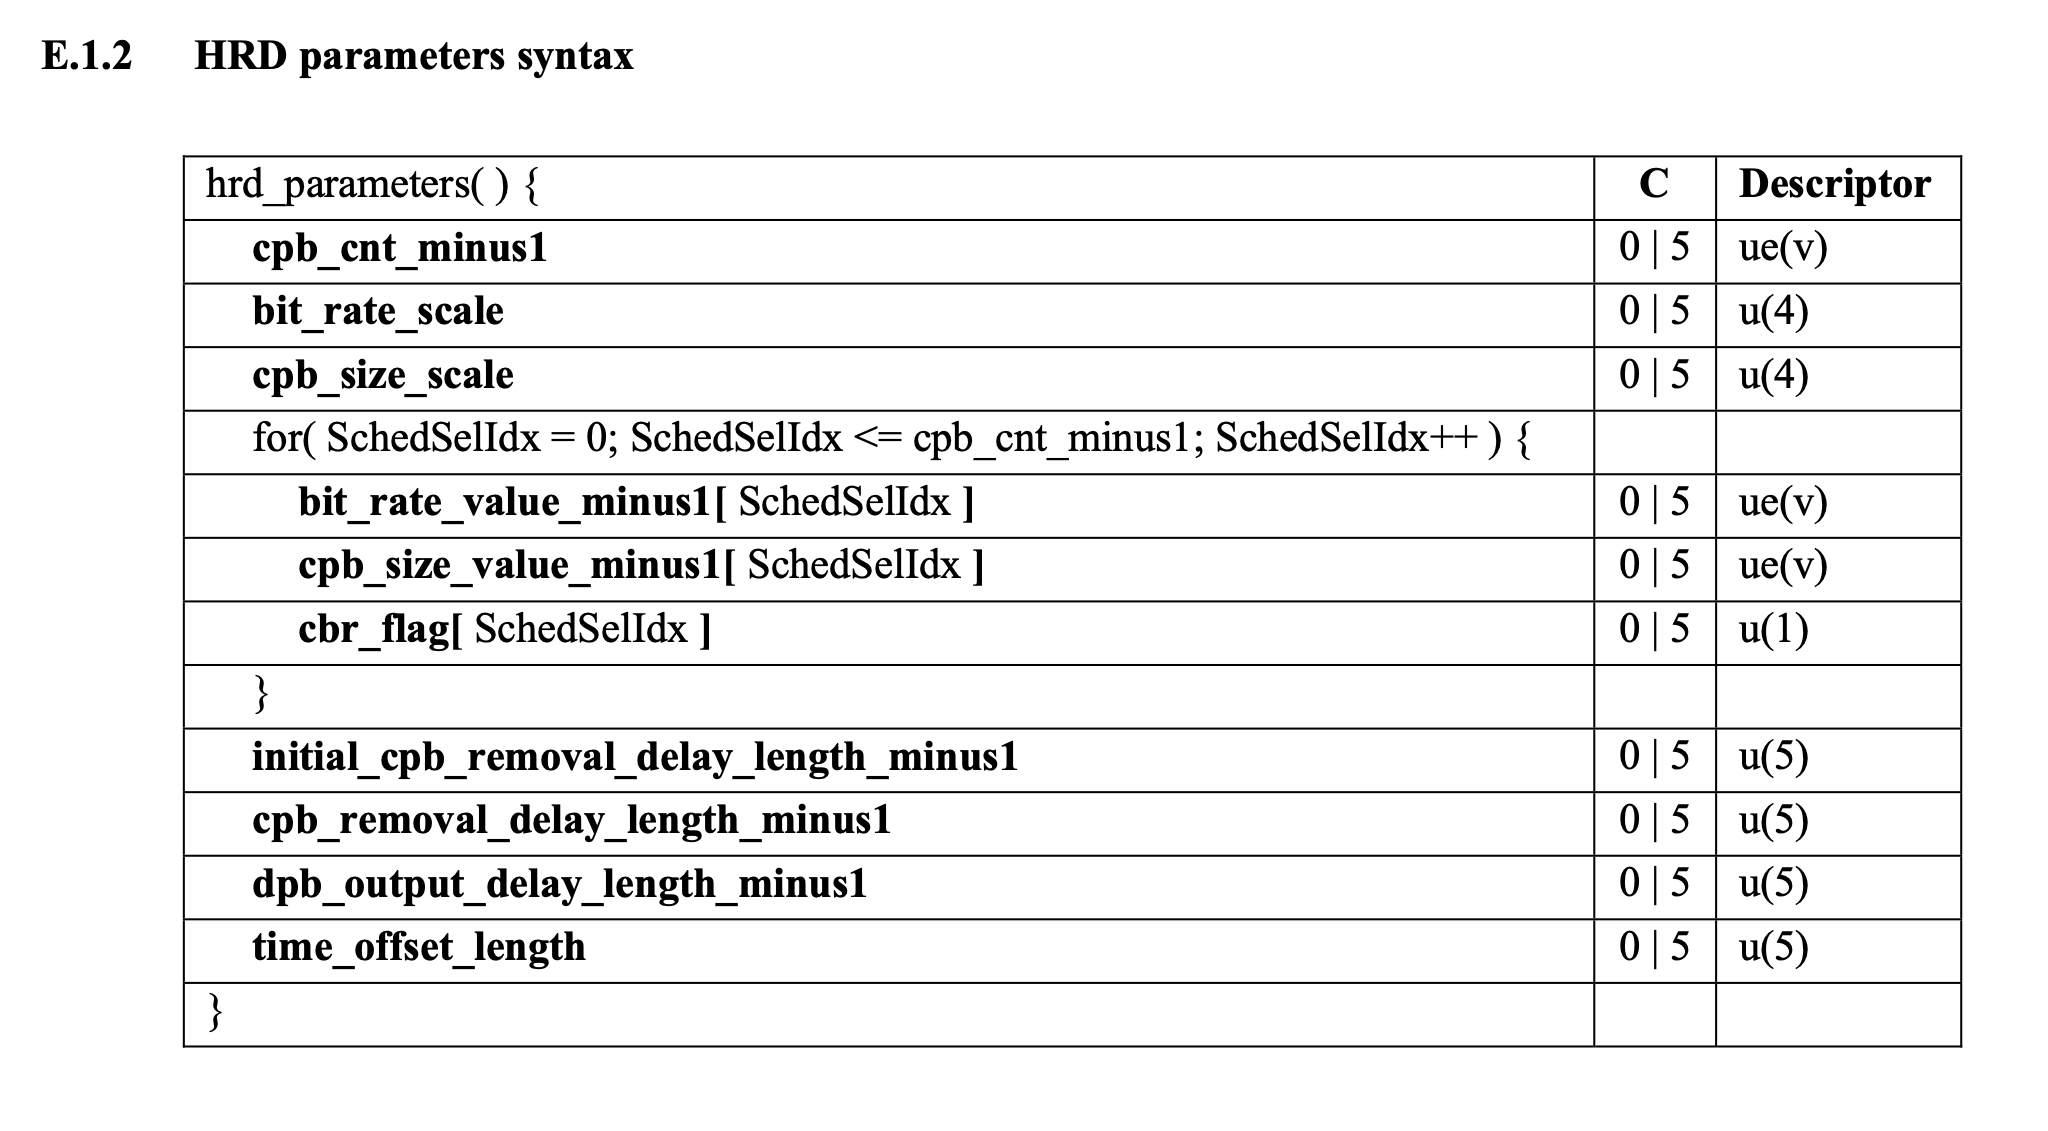 E.1.2 HRD parameters syntax
hrd_parameters( ) { C Descriptor
cpb_cnt_minus1 0 | 5 ue(v)
bit_rate_scale 0 | 5 u(4)
cpb_size_scale 0 | 5 u(4)
for( SchedSelIdx = 0; SchedSelIdx <= cpb_cnt_minus1; SchedSelIdx++ ) {
bit_rate_value_minus1[ SchedSelIdx ] 0 | 5 ue(v)
cpb_size_value_minus1[ SchedSelIdx ] 0 | 5 ue(v)
cbr_flag[ SchedSelIdx ] 0 | 5 u(1)
}
initial_cpb_removal_delay_length_minus1 0 | 5 u(5)
cpb_removal_delay_length_minus1 0 | 5 u(5)
dpb_output_delay_length_minus1 0 | 5 u(5)
time_offset_length 0 | 5 u(5)
}